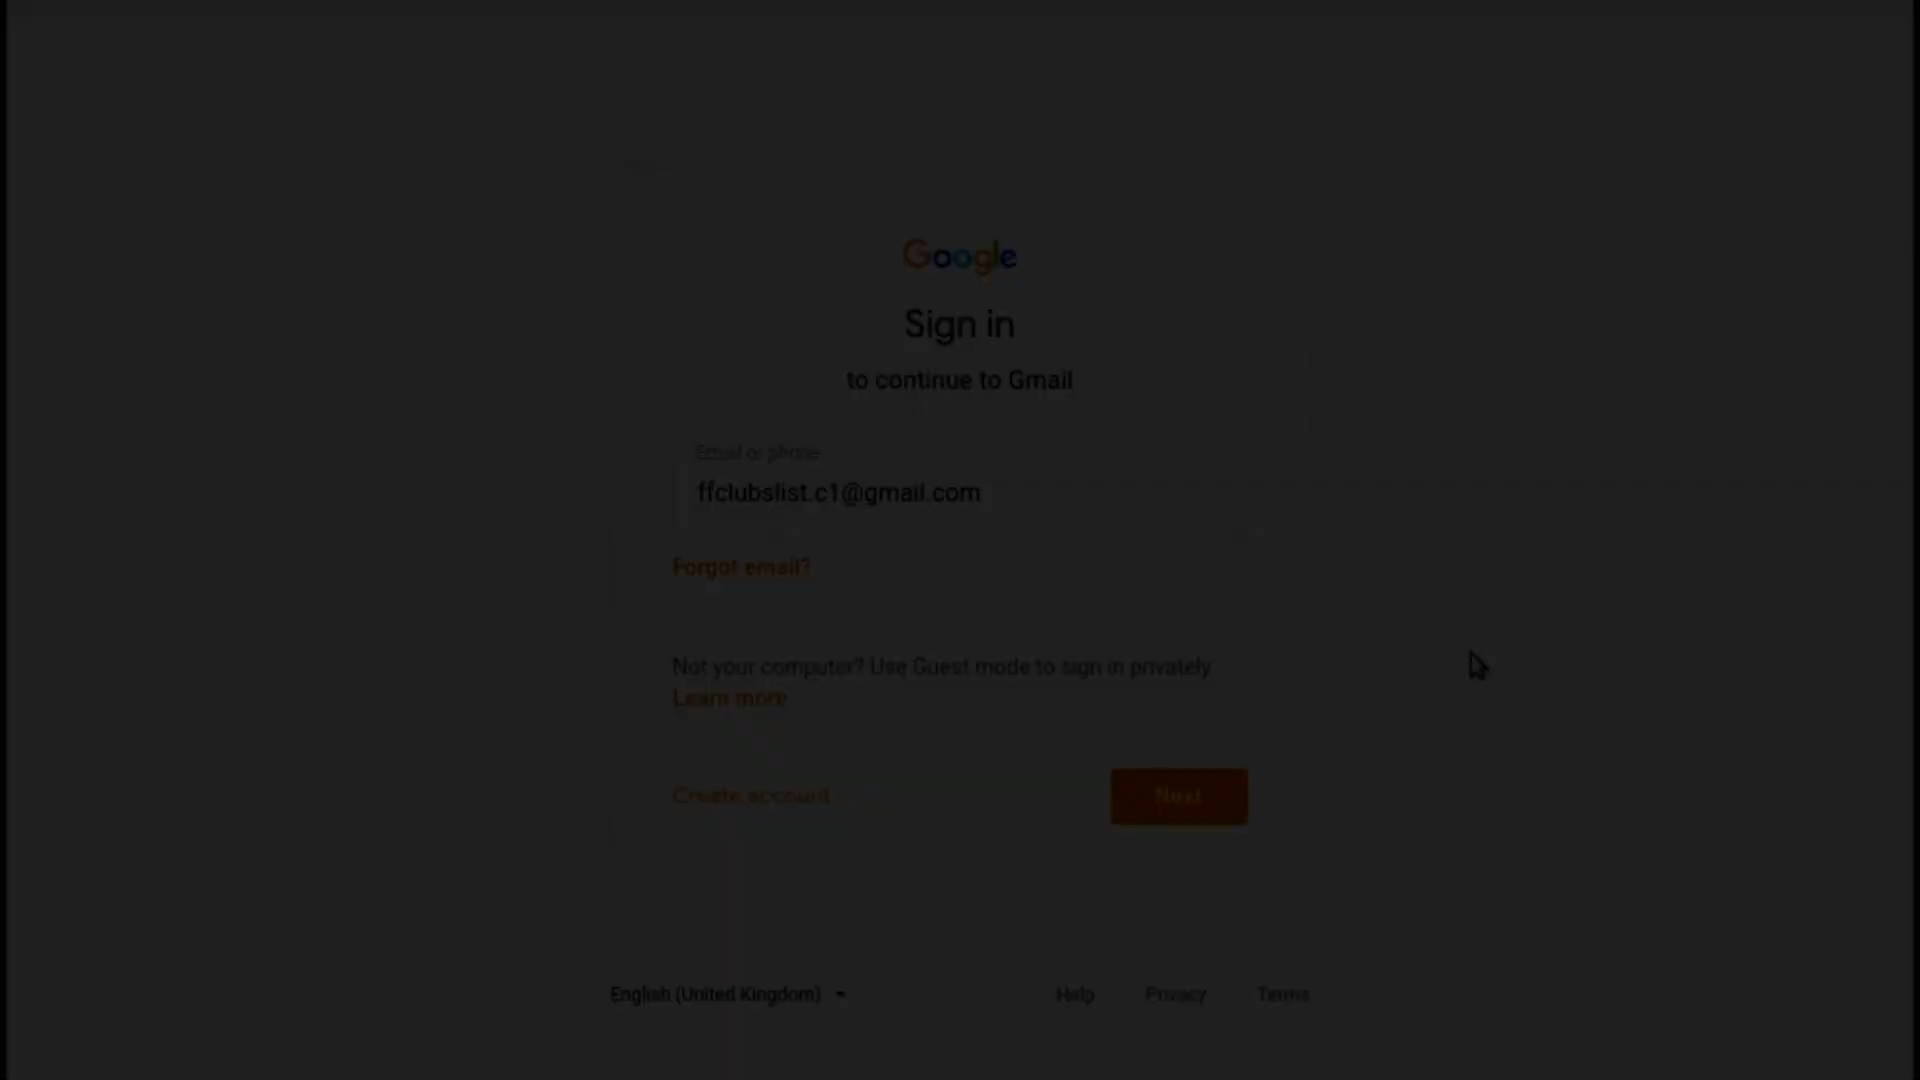 Google
Sign in
to continue to Gmail
Email or phone
ffclubslist.c1@gmail.com
Forgot email?
Not your computer? Use Guest mode to sign in privately.
Learn more
Create account
Next
English (United Kingdom)
Help Privacy Terms